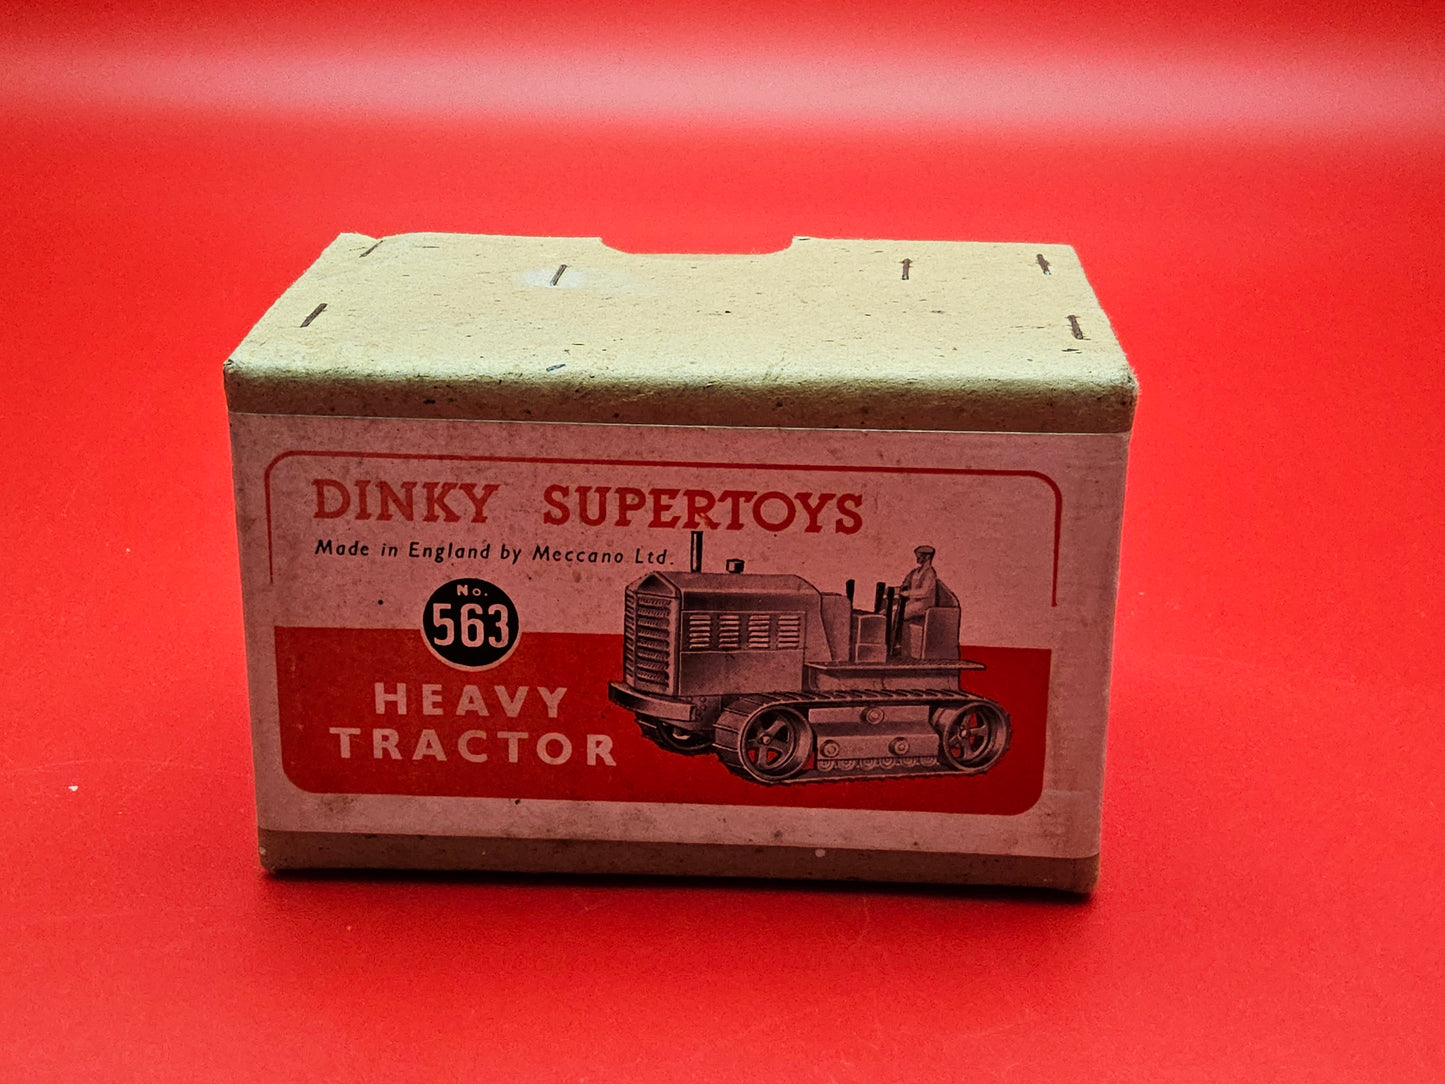 DINKY SUPERTOYS
Made in England by Meccano Ltd.
No.
563
HEAVY
TRACTOR